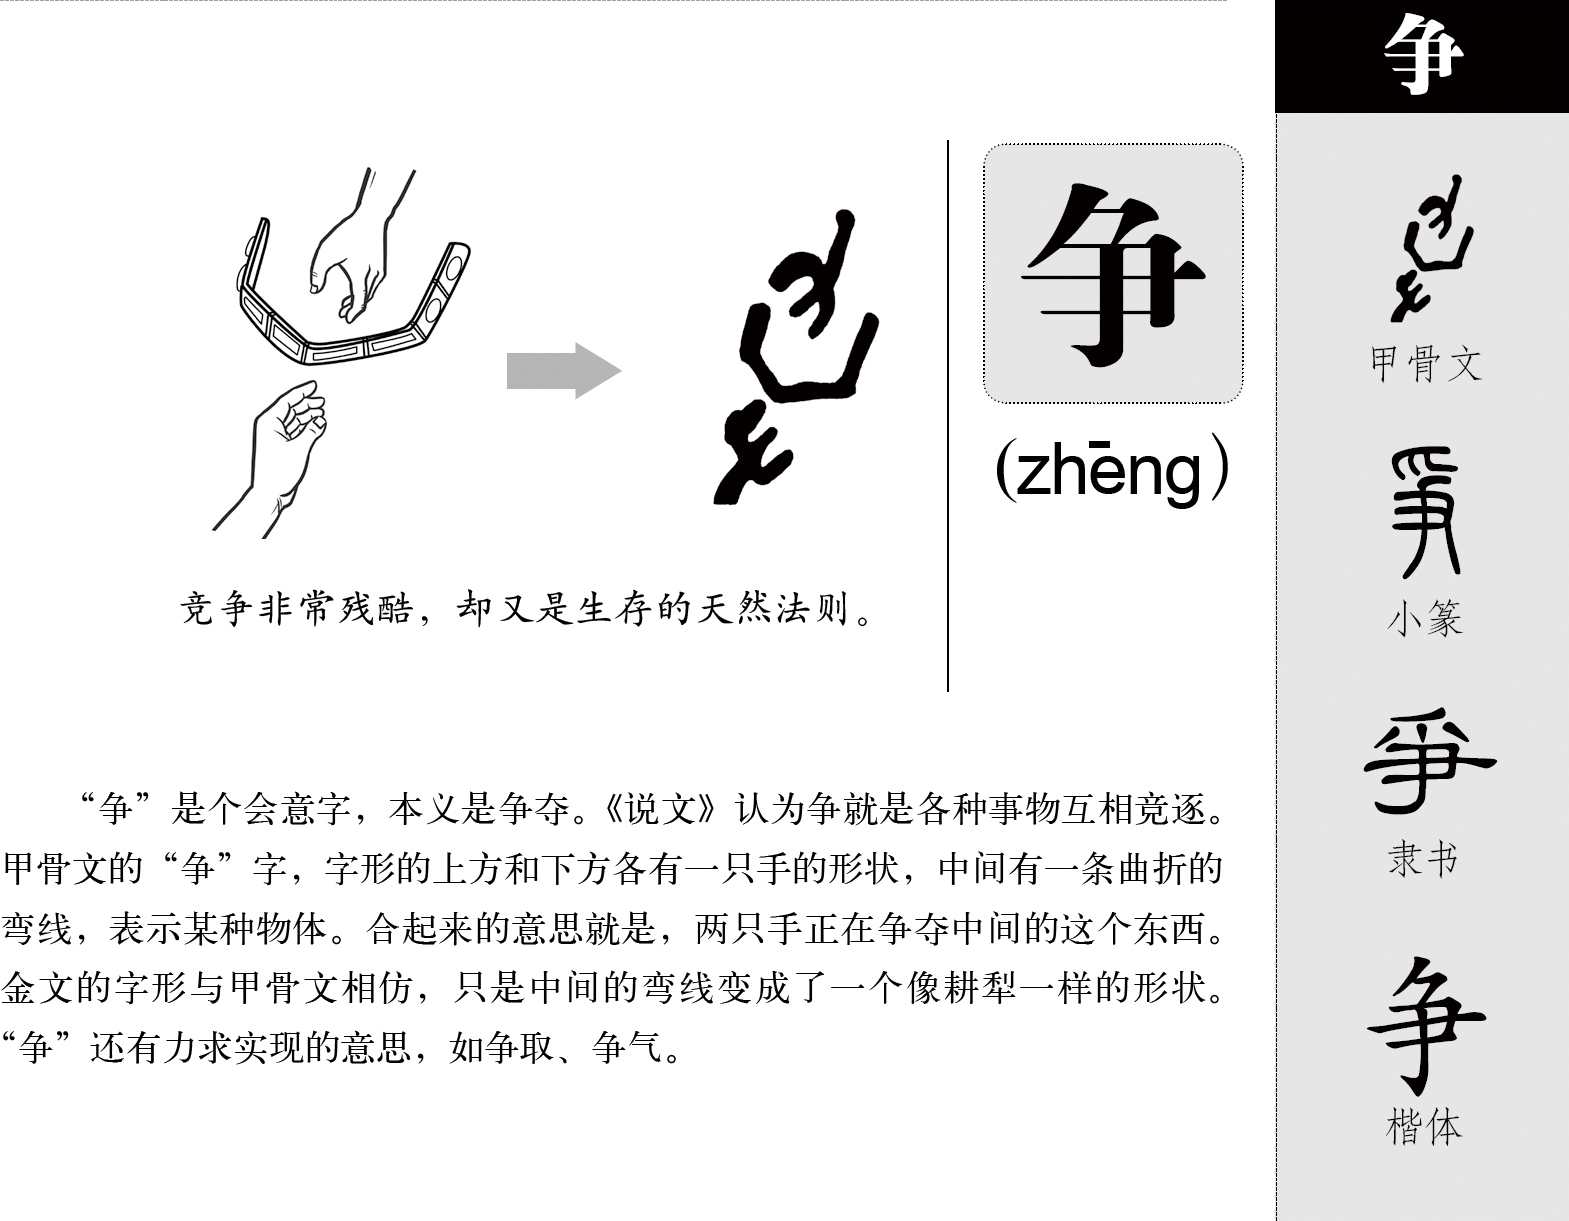 争
(zhēng)
竞争非常残酷，却又是生存的天然法则。
“争”是个会意字，本义是争夺。《说文》认为争就是各种事物互相竞逐。
甲骨文的“争”字，字形的上方和下方各有一只手的形状，中间有一条曲折的
弯线，表示某种物体。合起来的意思就是，两只手正在争夺中间的这个东西。
金文的字形与甲骨文相仿，只是中间的弯线变成了一个像耕犁一样的形状。
“争”还有力求实现的意思，如争取、争气。
争
甲骨文
爭
小篆
爭
隶书
争
楷体